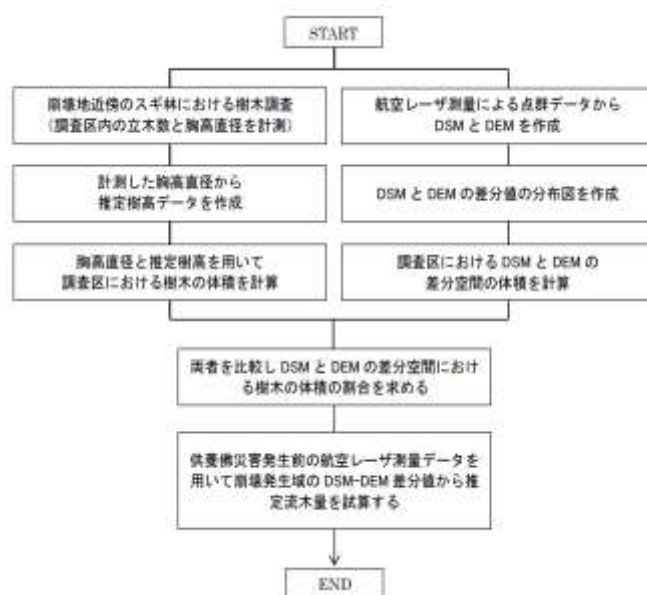 START
崩壊地近傍のスギ林における樹木調査
(調査区内の立木数と胸高直径を計測)
計測した胸高直径から
推定樹高データを作成
胸高直径と推定樹高を用いて
調査区における樹木の体積を計算
航空レーザ測量による点群データから
DSM と DEM を作成
DSM と DEM の差分値の分布図を作成
調査区における DSM と DEM の
差分空間の体積を計算
両者を比較し DSM と DEM の差分空間におけ
る樹木の体積の割合を求める
災害発生前の航空レーザ測量データを
用いて崩壊発生域の DSM-DEM 差分値から推
定流木量を試算する
END